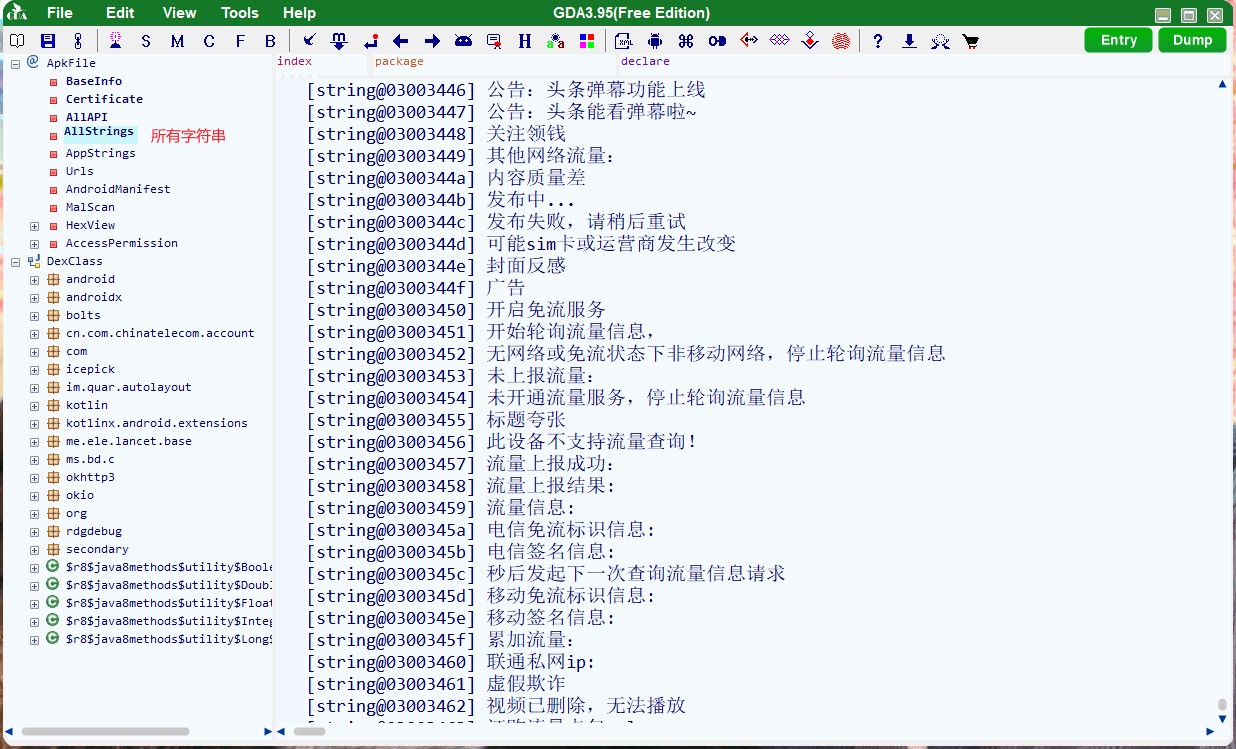 GDA File Edit View Tools Help GDA3.95(Free Edition)
S M C F B H a a XML ? Entry Dump
index package declare
ApkFile
BaseInfo
Certificate
AllAPI
AllStrings 所有字符串
AppStrings
Urls
AndroidManifest
MalScan
HexView
AccessPermission
DexClass
android
androidx
bolts
cn.com.chinatelecom.account
com
icepick
im.quar.autolayout
kotlin
kotlinx.android.extensions
me.ele.lancet.base
ms.bd.c
okhttp3
okio
org
rdgdebug
secondary
C $r8$java8methods$utility$Boole
C $r8$java8methods$utility$Doub
C $r8$java8methods$utility$Float
C $r8$java8methods$utility$Integ
C $r8$java8methods$utility$Long$
[string@03003446] 公告：头条弹幕功能上线
[string@03003447] 公告：头条能看弹幕啦~
[string@03003448] 关注领钱
[string@03003449] 其他网络流量：
[string@0300344a] 内容质量差
[string@0300344b] 发布中...
[string@0300344c] 发布失败，请稍后重试
[string@0300344d] 可能sim卡或运营商发生改变
[string@0300344e] 封面反感
[string@0300344f] 广告
[string@03003450] 开启免流服务
[string@03003451] 开始轮询流量信息，
[string@03003452] 无网络或免流状态下非移动网络，停止轮询流量信息
[string@03003453] 未上报流量：
[string@03003454] 未开通流量服务，停止轮询流量信息
[string@03003455] 标题夸张
[string@03003456] 此设备不支持流量查询！
[string@03003457] 流量上报成功：
[string@03003458] 流量上报结果：
[string@03003459] 流量信息:
[string@0300345a] 电信免流标识信息:
[string@0300345b] 电信签名信息:
[string@0300345c] 秒后发起下一次查询流量信息请求
[string@0300345d] 移动免流标识信息:
[string@0300345e] 移动签名信息:
[string@0300345f] 累加流量：
[string@03003460] 联通私网ip:
[string@03003461] 虚假欺诈
[string@03003462] 视频已删除，无法播放